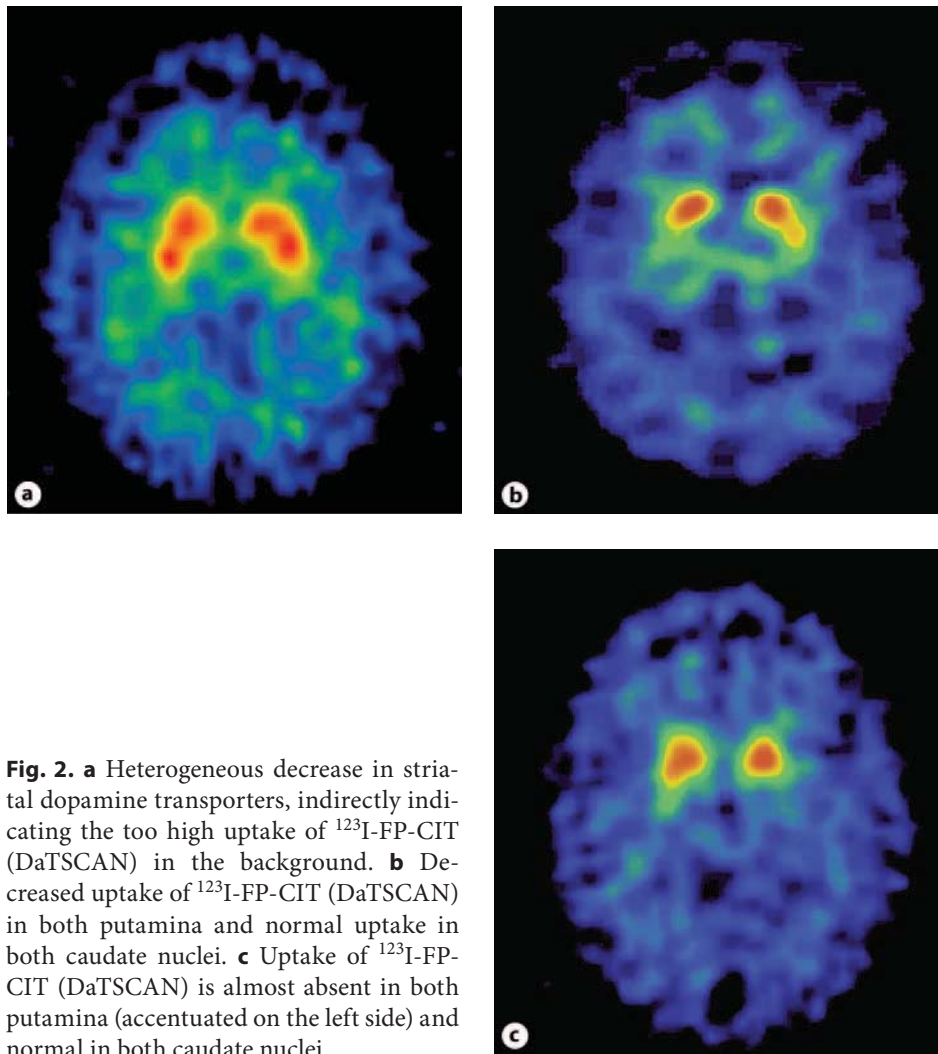 a
b
Fig. 2. a Heterogeneous decrease in stria-
tal dopamine transporters, indirectly indi-
cating the too high uptake of ¹²³I-FP-CIT
(DaTSCAN) in the background. b De-
creased uptake of ¹²³I-FP-CIT (DaTSCAN)
in both putamina and normal uptake in
both caudate nuclei. c Uptake of ¹²³I-FP-
CIT (DaTSCAN) is almost absent in both
putamina (accentuated on the left side) and
normal in both caudate nuclei
c